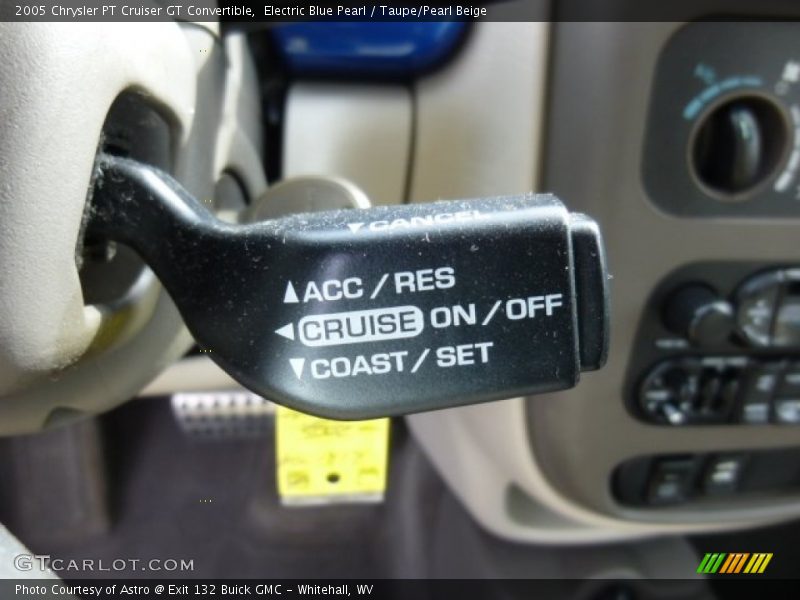 2005 Chrysler PT Cruiser GT Convertible, Electric Blue Pearl / Taupe/Pearl Beige
▼CANCEL
▲ACC / RES
◄CRUISE ON / OFF
▼COAST / SET
GTCARLOT.COM
Photo Courtesy of Astro @ Exit 132 Buick GMC - Whitehall, WV